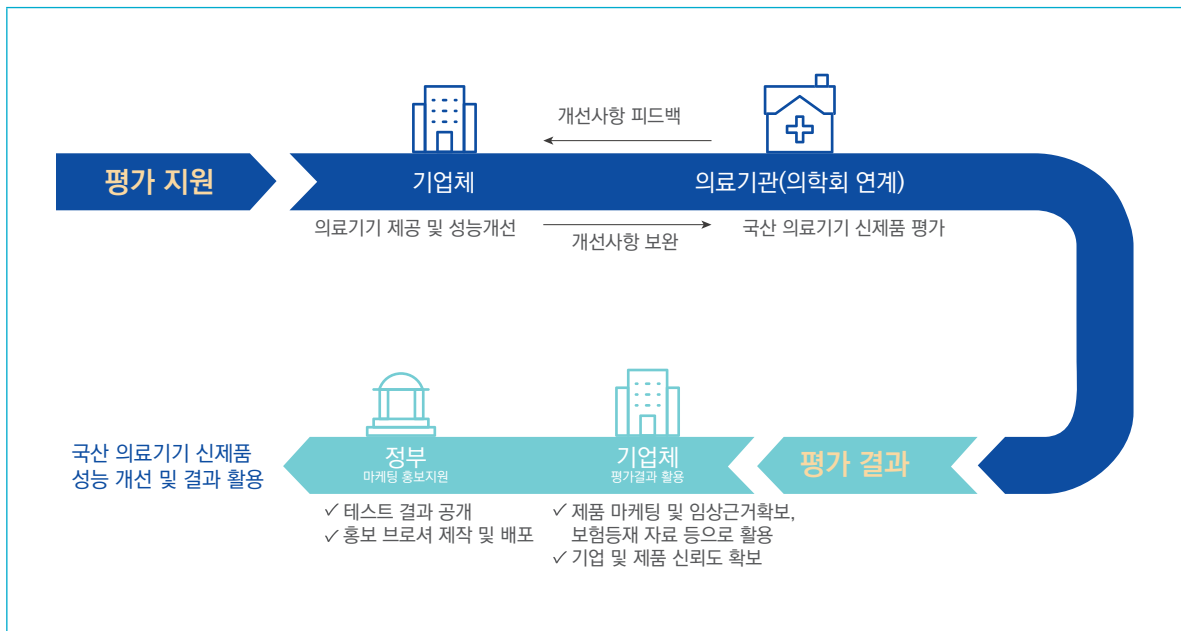 개선사항 피드백
평가 지원
기업체
의료기관(의학회 연계)
의료기기 제공 및 성능개선
개선사항 보완
국산 의료기기 신제품 평가
국산 의료기기 신제품
성능 개선 및 결과 활용
정부
마케팅 홍보지원
기업체
평가결과 활용
평가 결과
✓ 테스트 결과 공개
✓ 홍보 브로셔 제작 및 배포
✓ 제품 마케팅 및 임상근거확보,
보험등재 자료 등으로 활용
✓ 기업 및 제품 신뢰도 확보